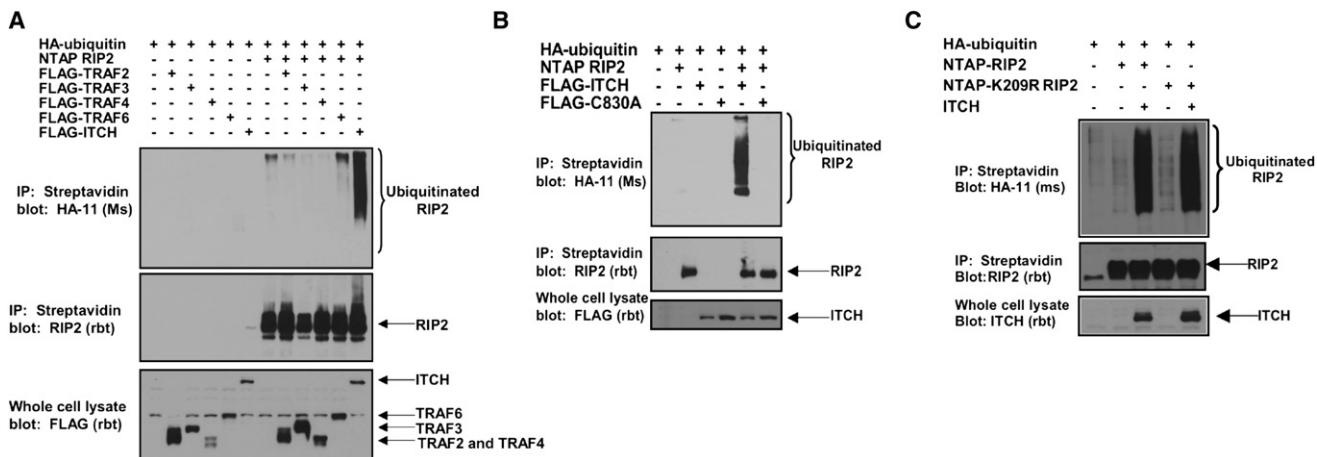 A
HA-ubiquitin + + + + + + + + + + + +
NTAP RIP2 - - - - - - + + + + + +
FLAG-TRAF2 - + - - - - - + - - - -
FLAG-TRAF3 - - + - - - - - + - - -
FLAG-TRAF4 - - - + - - - - - + - -
FLAG-TRAF6 - - - - + - - - - - + -
FLAG-ITCH - - - - - + - - - - - +
IP: Streptavidin
blot: HA-11 (Ms)
Ubiquitinated
RIP2
IP: Streptavidin
blot: RIP2 (rbt)
RIP2
Whole cell lysate
blot: FLAG (rbt)
ITCH
TRAF6
TRAF3
TRAF2 and TRAF4
B
HA-ubiquitin + + + + + +
NTAP RIP2 - + - - + +
FLAG-ITCH - - + - + -
FLAG-C830A - - - + - +
IP: Streptavidin
blot: HA-11 (Ms)
Ubiquitinated
RIP2
IP: Streptavidin
blot: RIP2 (rbt)
RIP2
Whole cell lysate
blot: FLAG (rbt)
ITCH
C
HA-ubiquitin + + + + +
NTAP-RIP2 - + + - -
NTAP-K209R RIP2 - - - + +
ITCH - - + - +
IP: Streptavidin
Blot: HA-11 (ms)
Ubiquitinated
RIP2
IP: Streptavidin
Blot: RIP2 (rbt)
RIP2
Whole cell lysate
Blot: ITCH (rbt)
ITCH